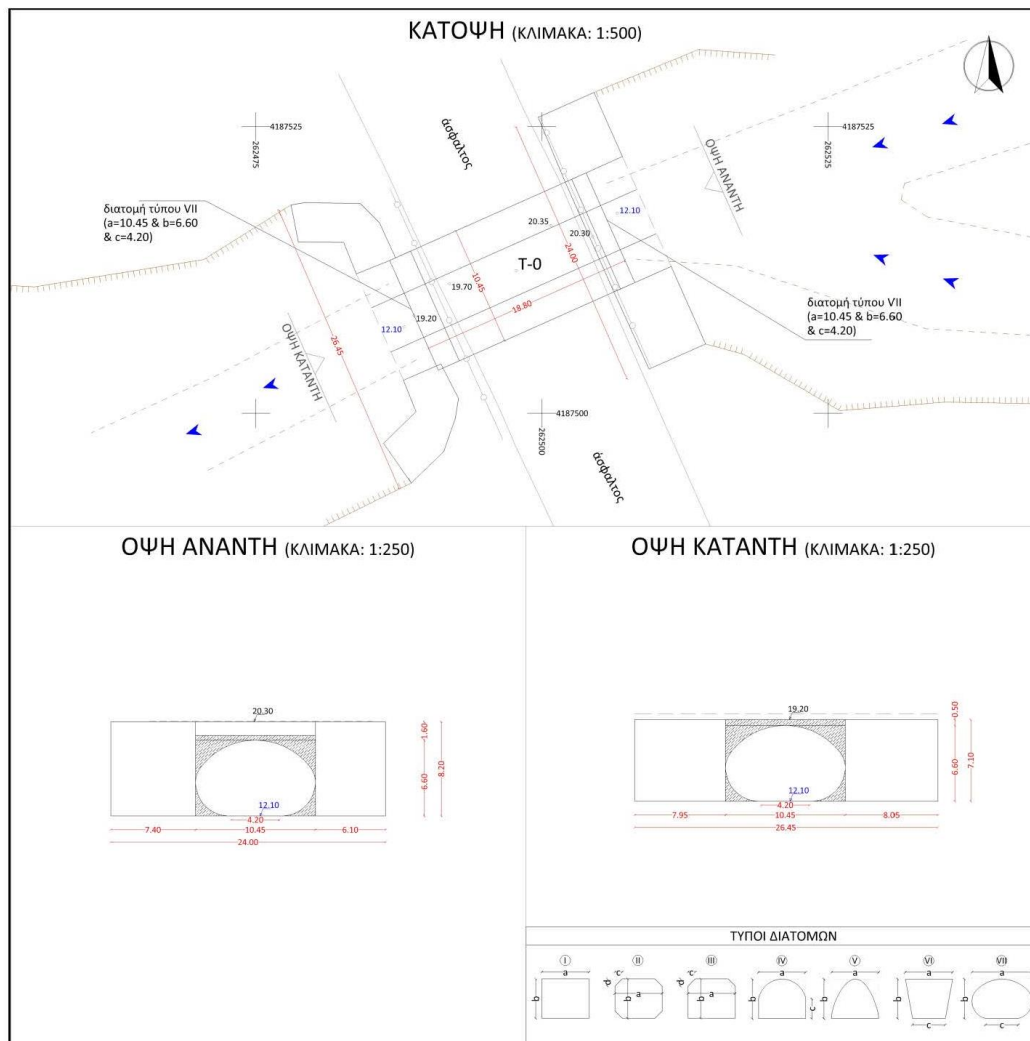 ΚΑΤΟΨΗ (ΚΛΙΜΑΚΑ: 1:500)
4187525
262475
άσφαλτος
4187525
262525
ΟΨΗ ΑΝΑΝΤΗ
διατομή τύπου VII
(a=10.45 & b=6.60
& c=4.20)
12.10
20.35
20.30
24.00
T-0
10.45
19.70
18.80
19.20
12.10
26.45
ΟΨΗ ΚΑΤΑΝΤΗ
διατομή τύπου VII
(a=10.45 & b=6.60
& c=4.20)
4187500
262500
άσφαλτος
ΟΨΗ ΑΝΑΝΤΗ (ΚΛΙΜΑΚΑ: 1:250)
20.30
1.60
6.60
8.20
12.10
4.20
7.40
10.45
6.10
24.00
ΟΨΗ ΚΑΤΑΝΤΗ (ΚΛΙΜΑΚΑ: 1:250)
19.20
0.50
6.60
7.10
12.10
4.20
7.95
10.45
8.05
26.45
ΤΥΠΟΙ ΔΙΑΤΟΜΩΝ
I II III IV V VI VII
a c c a a a a
b d b a d b a b c b b b
c c